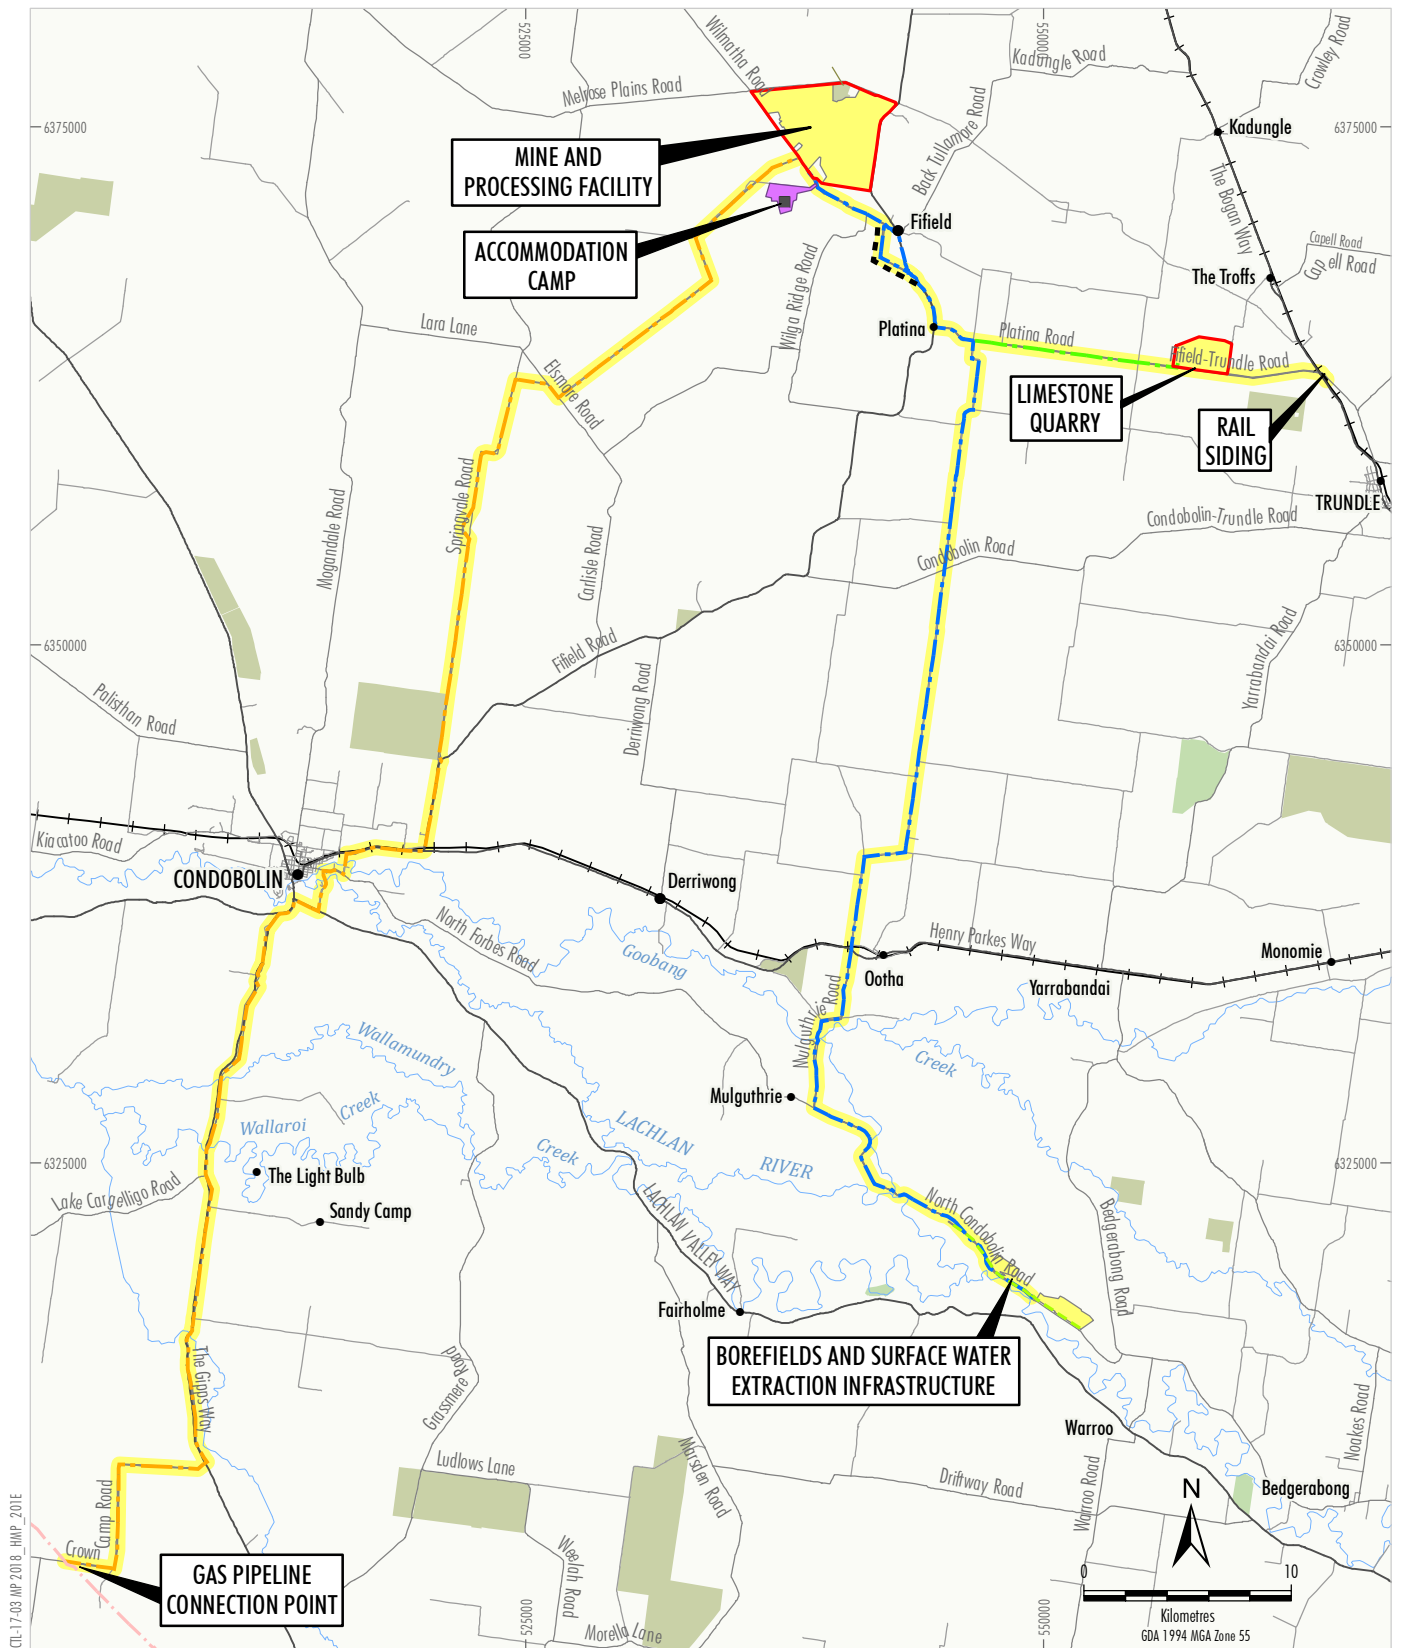 525000
550000
Wilmatha Road
Kadungle Road
Crowley Road
Melrose Plains Road
6375000
6375000
Kadungle
Back Tullamore Road
MINE AND
PROCESSING FACILITY
The Bogan Way
ACCOMMODATION
CAMP
Fifield
Capell Road
Capell Road
The Troffs
Wilga Ridge Road
Lara Lane
Platina
Platina Road
Fifield-Trundle Road
Elsmore Road
LIMESTONE
QUARRY
RAIL
SIDING
TRUNDLE
Springvale Road
Mogandale Road
Condobolin-Trundle Road
Condobolin Road
Carlisle Road
Fifield Road
6350000
6350000
Yarrabandai Road
Derriwong Road
Palisthan Road
Kiacatoo Road
CONDOBOLIN
Derriwong
North Forbes Road
Goobang
Henry Parkes Way
Monomie
Ootha
Yarrabandai
Nulguthrie Road
Wallamundry
Creek
Mulguthrie
Creek
Wallaroi
LACHLAN
RIVER
Creek
6325000
6325000
The Light Bulb
Lake Cargelligo Road
Sandy Camp
LACHLAN VALLEY WAY
North Condobolin Road
Bedgerabong Road
Fairholme
BOREFIELDS AND SURFACE WATER
EXTRACTION INFRASTRUCTURE
The Gipps Way
Grassmere Road
Noakes Road
Warroo
Marsden Road
Ludlows Lane
Driftway Road
Warroo Road
Bedgerabong
N
Camp Road
Crown
GAS PIPELINE
CONNECTION POINT
Weelah Road
Morella Lane
525000
550000
0 10
Kilometres
GDA 1994 MGA Zone 55
CTL-17-03 MP 2018_HMP_201E